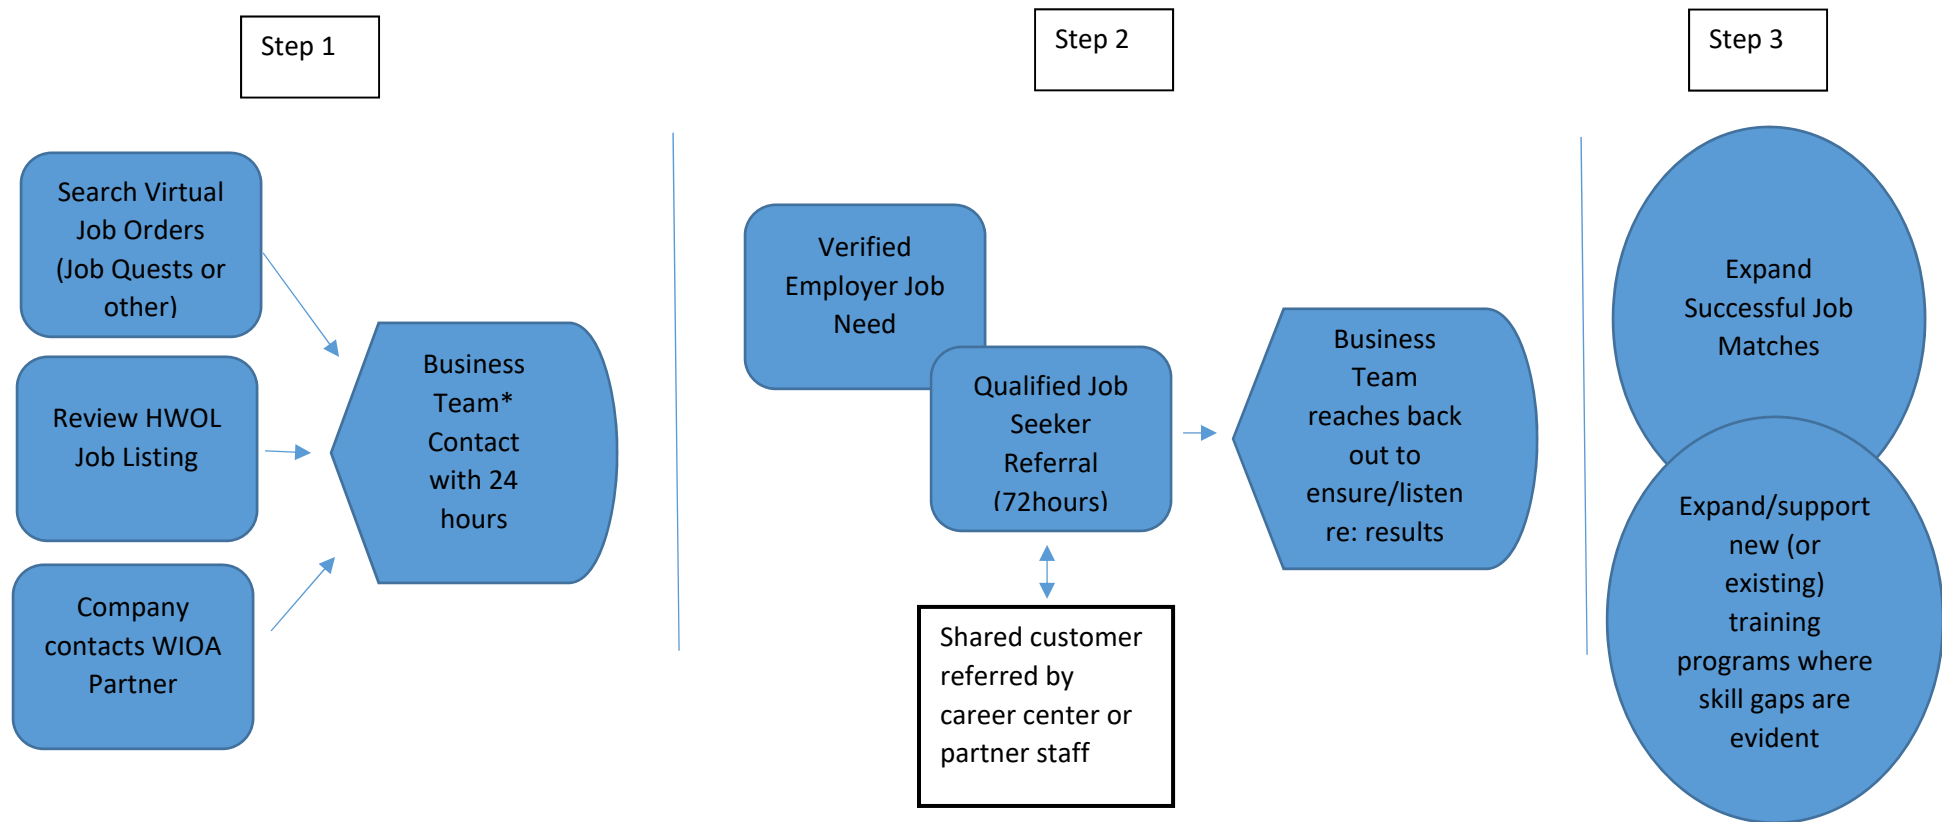 Step 1
Search Virtual
Job Orders
(Job Quests or
other)
Review HWOL
Job Listing
Company
contacts WIOA
Partner
Business
Team*
Contact
with 24
hours
Step 2
Verified
Employer Job
Need
Qualified Job
Seeker
Referral
(72hours)
Shared customer
referred by
career center or
partner staff
Business
Team
reaches back
out to
ensure/listen
re: results
Step 3
Expand
Successful Job
Matches
Expand/support
new (or
existing)
training
programs where
skill gaps are
evident